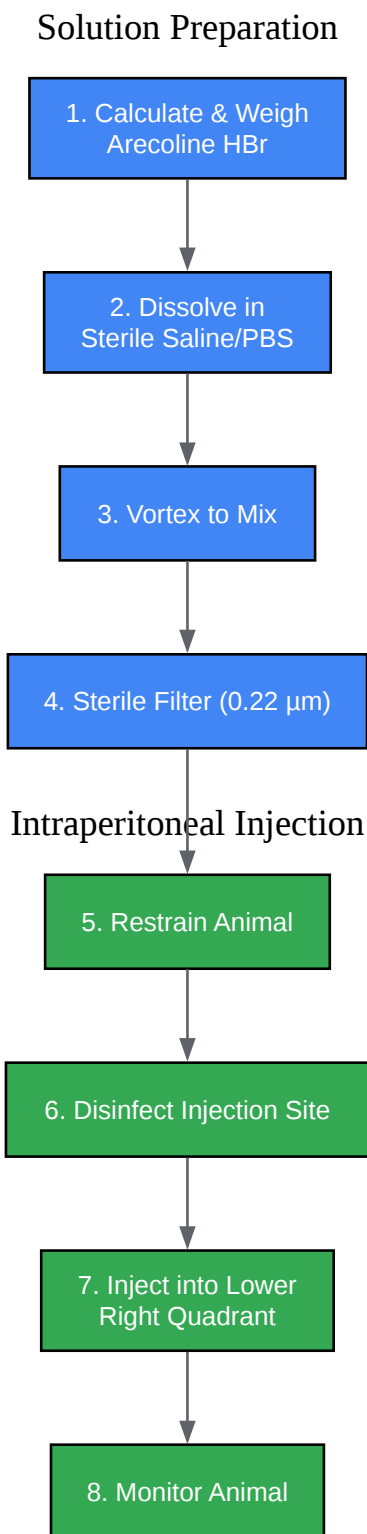 Solution Preparation
1. Calculate & Weigh
Arecoline HBr
2. Dissolve in
Sterile Saline/PBS
3. Vortex to Mix
4. Sterile Filter (0.22 µm)
Intraperitoneal Injection
5. Restrain Animal
6. Disinfect Injection Site
7. Inject into Lower
Right Quadrant
8. Monitor Animal